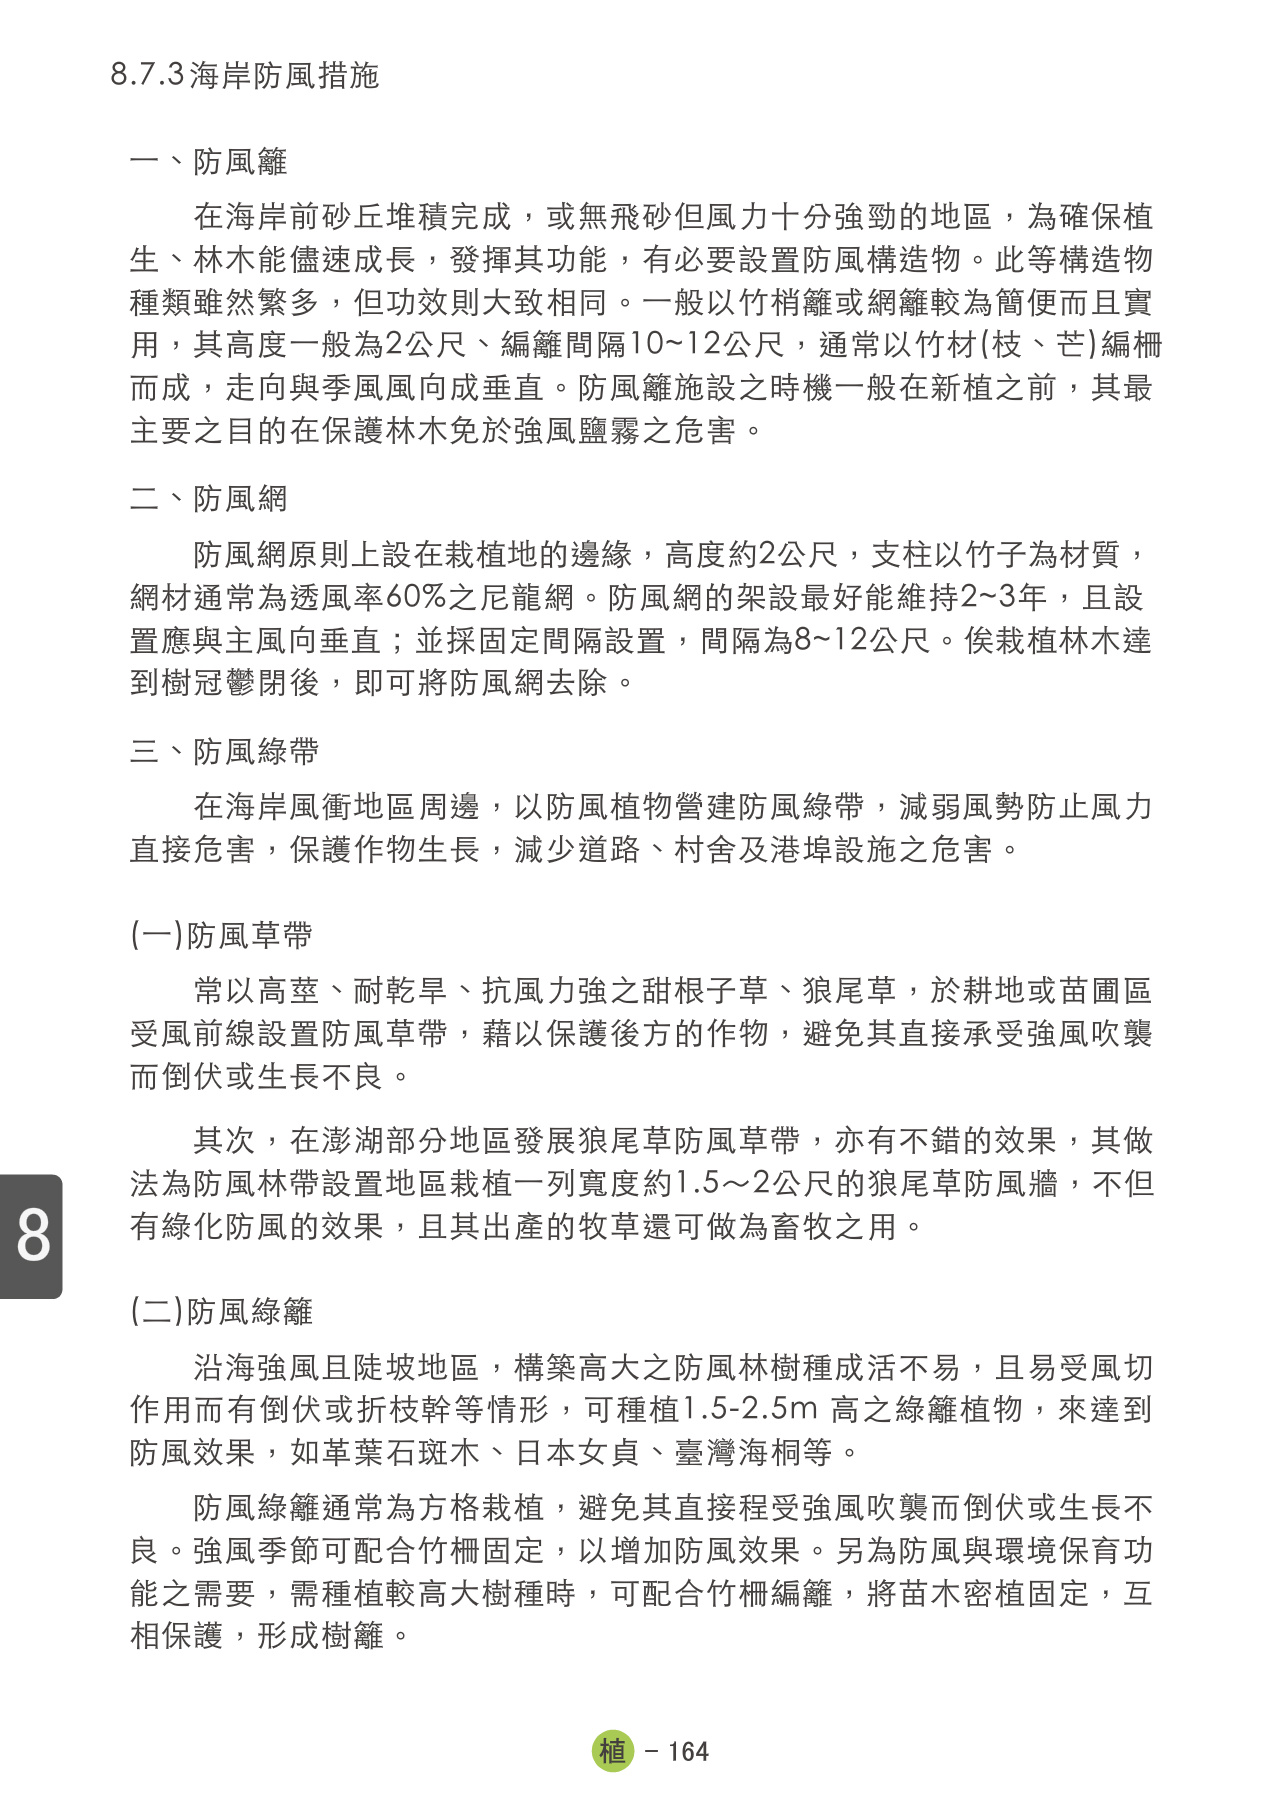 8.7.3海岸防風措施
一、防風籬
在海岸前砂丘堆積完成，或無飛砂但風力十分強勁的地區，為確保植
生、林木能儘速成長，發揮其功能，有必要設置防風構造物。此等構造物
種類雖然繁多，但功效則大致相同。一般以竹梢籬或網籬較為簡便而且實
用，其高度一般為2公尺、編籬間隔10~12公尺，通常以竹材(枝、芒)編柵
而成，走向與季風風向成垂直。防風籬施設之時機一般在新植之前，其最
主要之目的在保護林木免於強風鹽霧之危害。
二、防風網
防風網原則上設在栽植地的邊緣，高度約2公尺，支柱以竹子為材質，
網材通常為透風率60%之尼龍網。防風網的架設最好能維持2~3年，且設
置應與主風向垂直；並採固定間隔設置，間隔為8~12公尺。俟栽植林木達
到樹冠鬱閉後，即可將防風網去除。
三、防風綠帶
在海岸風衝地區周邊，以防風植物營建防風綠帶，減弱風勢防止風力
直接危害，保護作物生長，減少道路、村舍及港埠設施之危害。
(一)防風草帶
常以高莖、耐乾旱、抗風力強之甜根子草、狼尾草，於耕地或苗圃區
受風前線設置防風草帶，藉以保護後方的作物，避免其直接承受強風吹襲
而倒伏或生長不良。
其次，在澎湖部分地區發展狼尾草防風草帶，亦有不錯的效果，其做
法為防風林帶設置地區栽植一列寬度約1.5～2公尺的狼尾草防風牆，不但
有綠化防風的效果，且其出產的牧草還可做為畜牧之用。
(二)防風綠籬
沿海強風且陡坡地區，構築高大之防風林樹種成活不易，且易受風切
作用而有倒伏或折枝幹等情形，可種植1.5-2.5m 高之綠籬植物，來達到
防風效果，如革葉石斑木、日本女貞、臺灣海桐等。
防風綠籬通常為方格栽植，避免其直接程受強風吹襲而倒伏或生長不
良。強風季節可配合竹柵固定，以增加防風效果。另為防風與環境保育功
能之需要，需種植較高大樹種時，可配合竹柵編籬，將苗木密植固定，互
相保護，形成樹籬。
8
植 – 164